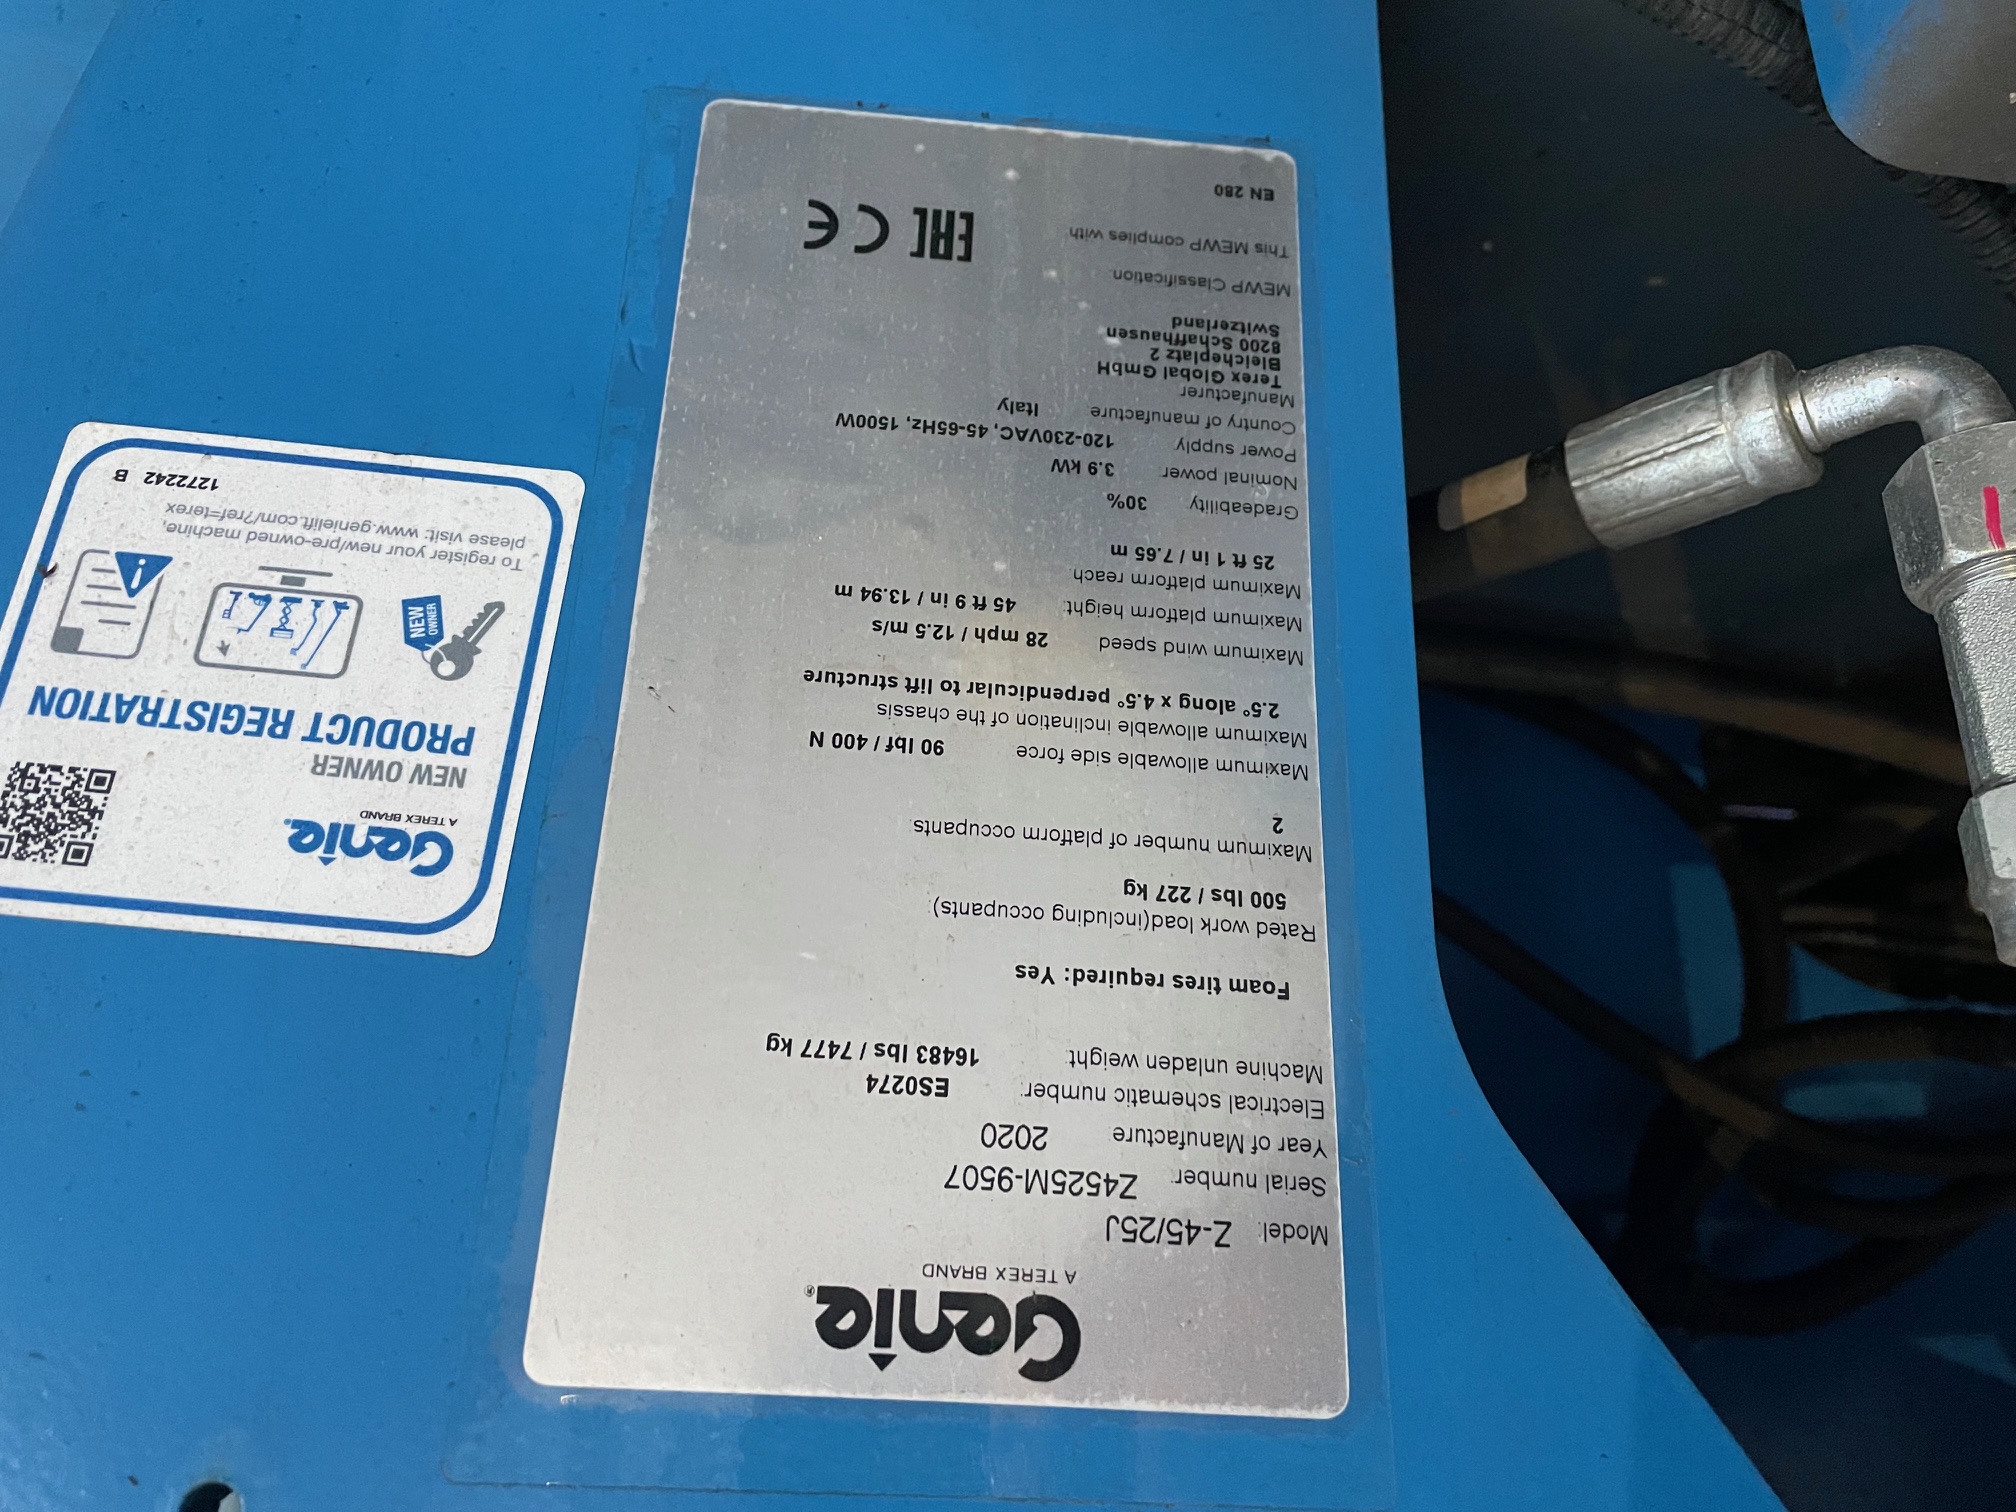 Genie®
A TEREX BRAND
Model: Z-45/25J
Serial number: Z4525M-9507
Year of Manufacture 2020
Electrical schematic number: ES0274
Machine unladen weight: 16483 lbs / 7477 kg
Foam tires required: Yes
Rated work load(including occupants):
500 lbs / 227 kg
Maximum number of platform occupants:
2
Maximum allowable side force 90 lbf / 400 N
Maximum allowable inclination of the chassis
2.5° along x 4.5° perpendicular to lift structure
Maximum wind speed 28 mph / 12.5 m/s
Maximum platform height: 45 ft 9 in / 13.94 m
Maximum platform reach:
25 ft 1 in / 7.65 m
Gradeability 30%
Nominal power 3.9 kW
Power supply 120-230VAC, 45-65Hz, 1500W
Country of manufacture Italy
Manufacturer
Terex Global GmbH
Bleicheplatz 2
8200 Schaffhausen
Switzerland
MEWP Classification:
This MEWP complies with:
EN 280
EAC CE
Genie®
A TEREX BRAND
NEW OWNER
PRODUCT REGISTRATION
NEW
OWNER
i
To register your new/pre-owned machine,
please visit: www.genielift.com/?ref=terex
1272242 B